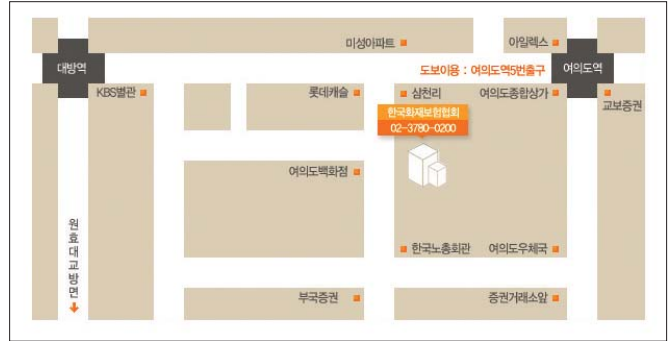 미성아파트
아일렉스
대방역
도보이용 : 여의도역5번출구
여의도역
KBS별관
롯데캐슬
삼천리
여의도종합상가
교보증권
한국화재보험협회
02-3780-0200
여의도백화점
원효대교방면
한국노총회관
여의도우체국
부국증권
증권거래소앞